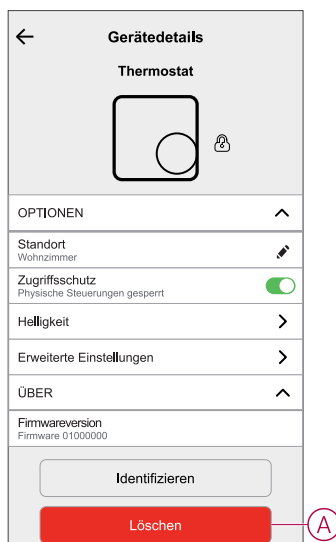 Gerätedetails
Thermostat
OPTIONEN
Standort
Wohnzimmer
Zugriffsschutz
Physische Steuerungen gesperrt
Helligkeit
Erweiterte Einstellungen
ÜBER
Firmwareversion
Firmware 01000000
Identifizieren
Löschen
A